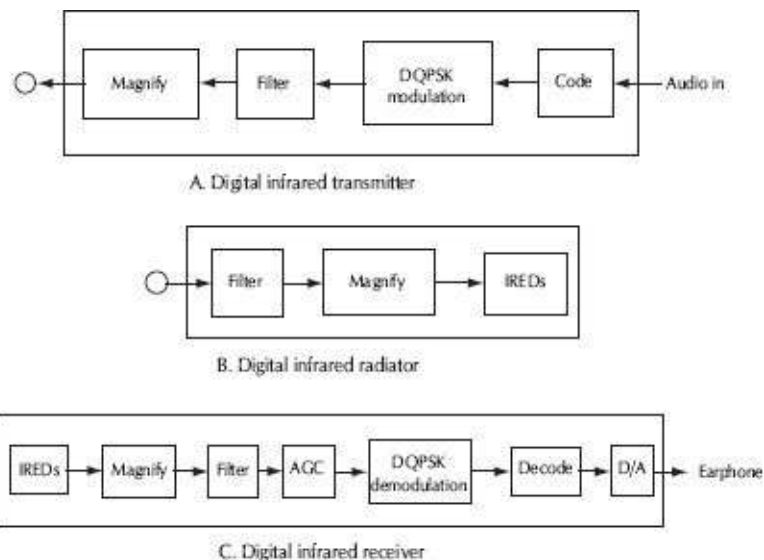 Magnify
Filter
DQPSK
modulation
Code
Audio in
A. Digital infrared transmitter
Filter
Magnify
IREDs
B. Digital infrared radiator
IREDs
Magnify
Filter
AGC
DQPSK
demodulation
Decode
D/A
Earphone
C. Digital infrared receiver